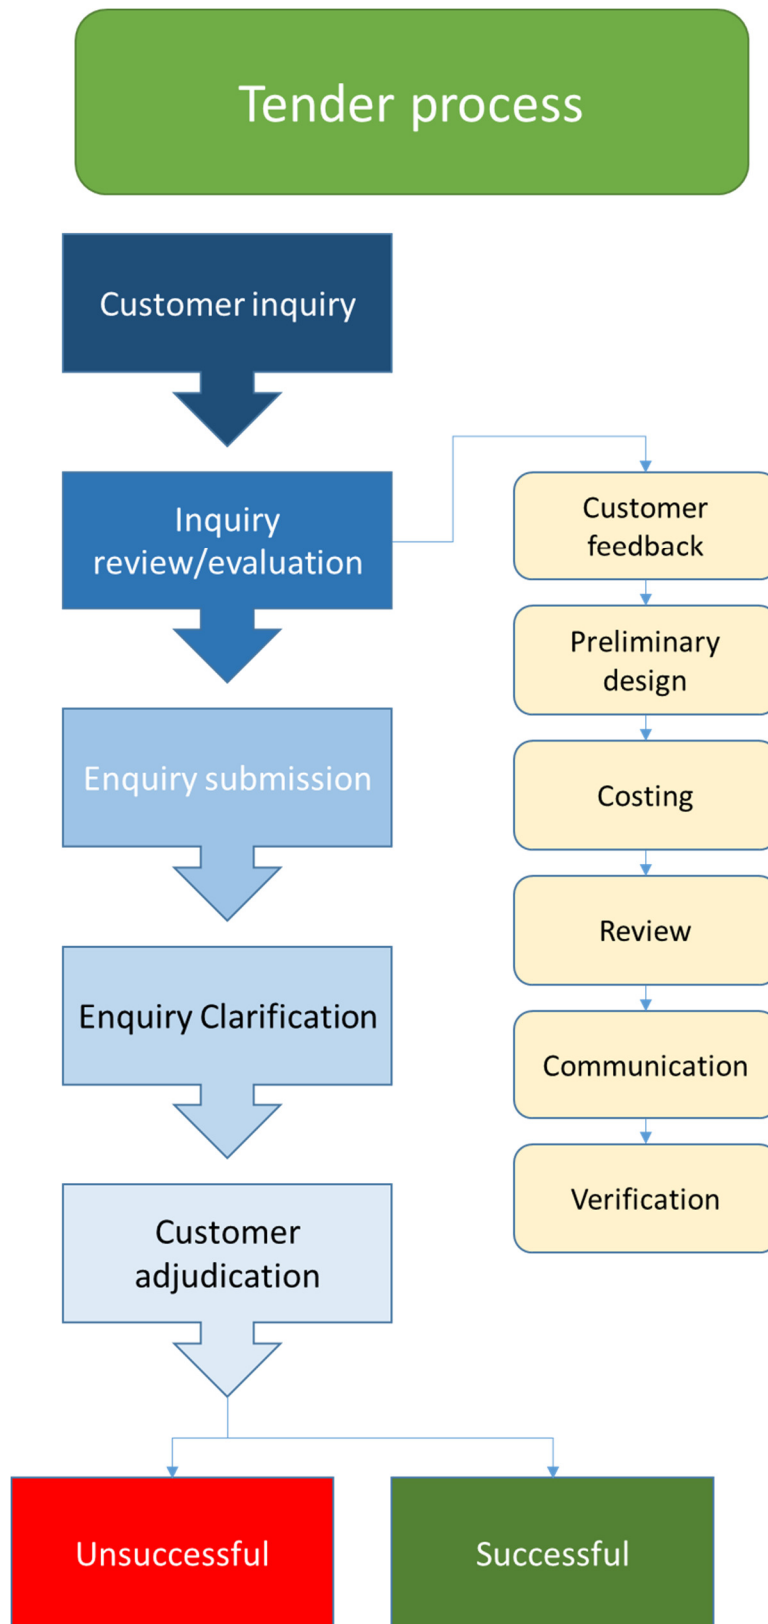 Tender process
Customer inquiry
Inquiry
review/evaluation
Enquiry submission
Enquiry Clarification
Customer
adjudication
Customer
feedback
Preliminary
design
Costing
Review
Communication
Verification
Unsuccessful
Successful